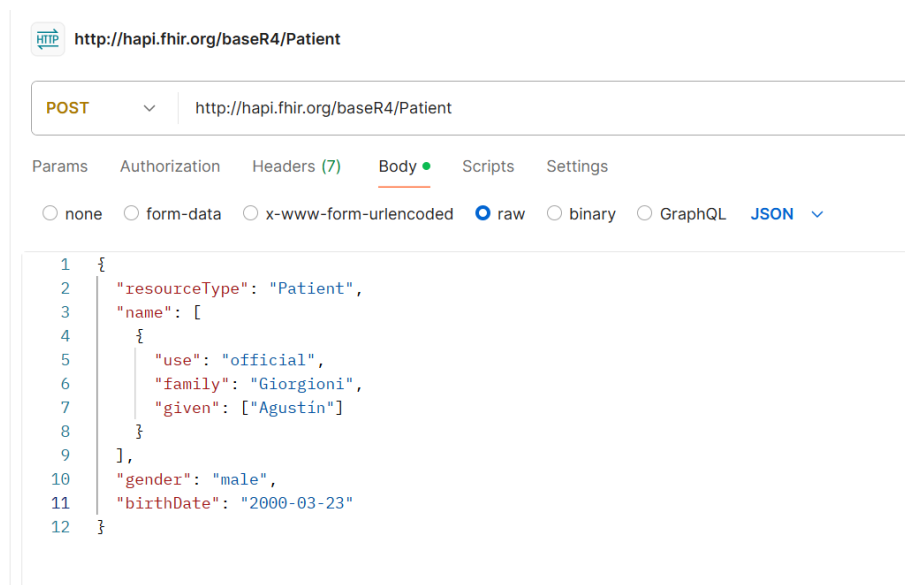 HTTP http://hapi.fhir.org/baseR4/Patient
POST http://hapi.fhir.org/baseR4/Patient
Params Authorization Headers (7) Body Scripts Settings
none form-data x-www-form-urlencoded raw binary GraphQL JSON
1 {
2 "resourceType": "Patient",
3 "name": [
4 {
5 "use": "official",
6 "family": "Giorgioni",
7 "given": ["Agustín"]
8 }
9 ],
10 "gender": "male",
11 "birthDate": "2000-03-23"
12 }